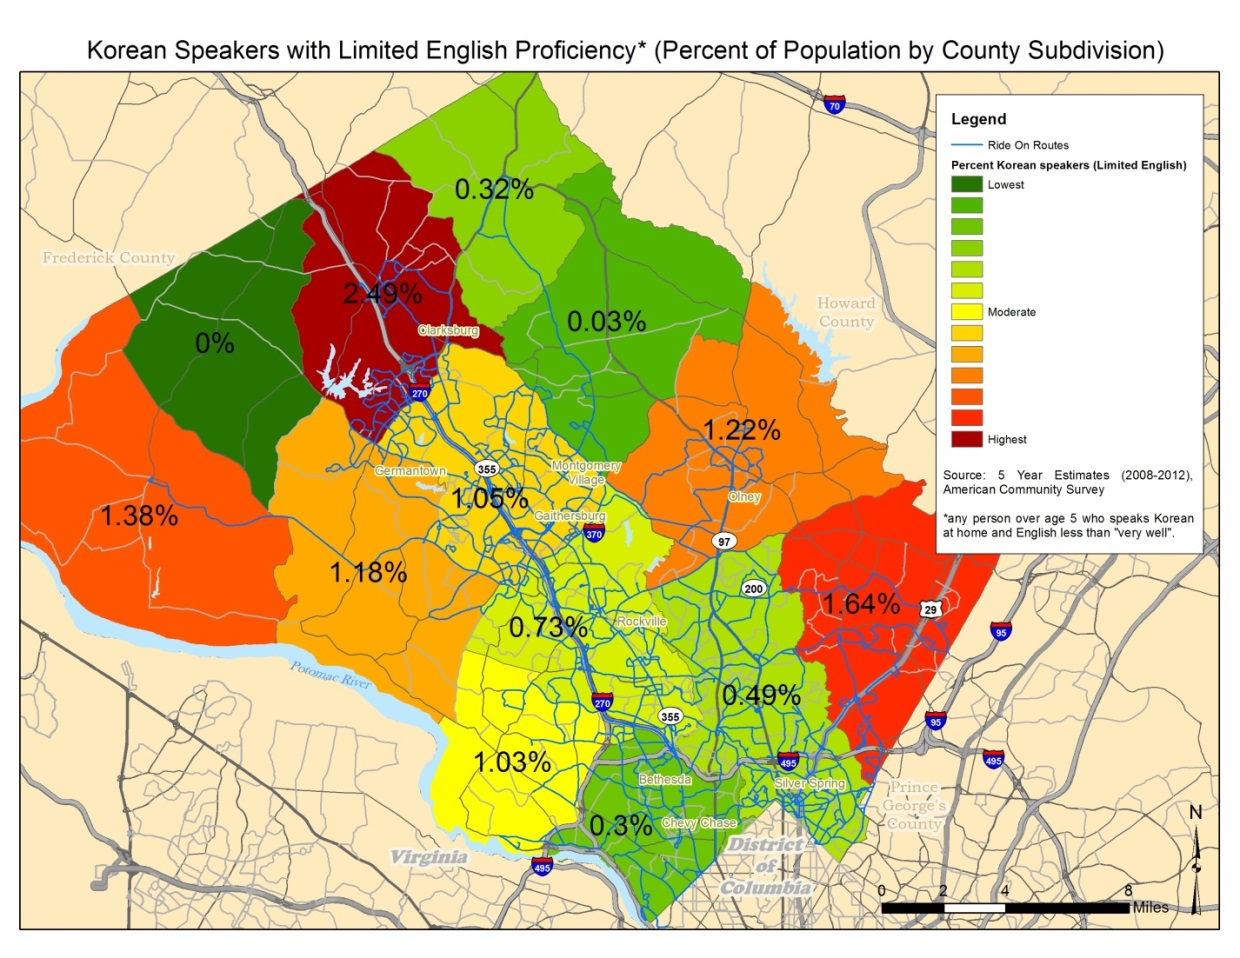 Korean Speakers with Limited English Proficiency* (Percent of Population by County Subdivision)
70
Legend
Ride On Routes
Percent Korean speakers (Limited English)
Lowest
Moderate
Highest
Source: 5 Year Estimates (2008-2012),
American Community Survey
*any person over age 5 who speaks Korean
at home and English less than "very well".
0.32%
Frederick County
2.49%
Howard
County
0.03%
Clarksburg
0%
270
1.22%
355
Germantown
Montgomery
Village
1.05%
Olney
1.38%
Gaithersburg
370
97
1.18%
200
1.64%
29
95
0.73%
Rockville
Potomac River
270
0.49%
355
95
1.03%
495
495
Bethesda
Silver Spring
Prince
George's
County
0.3%
Chevy Chase
N
Virginia
495
District
of
Columbia
0 2 4 8
Miles